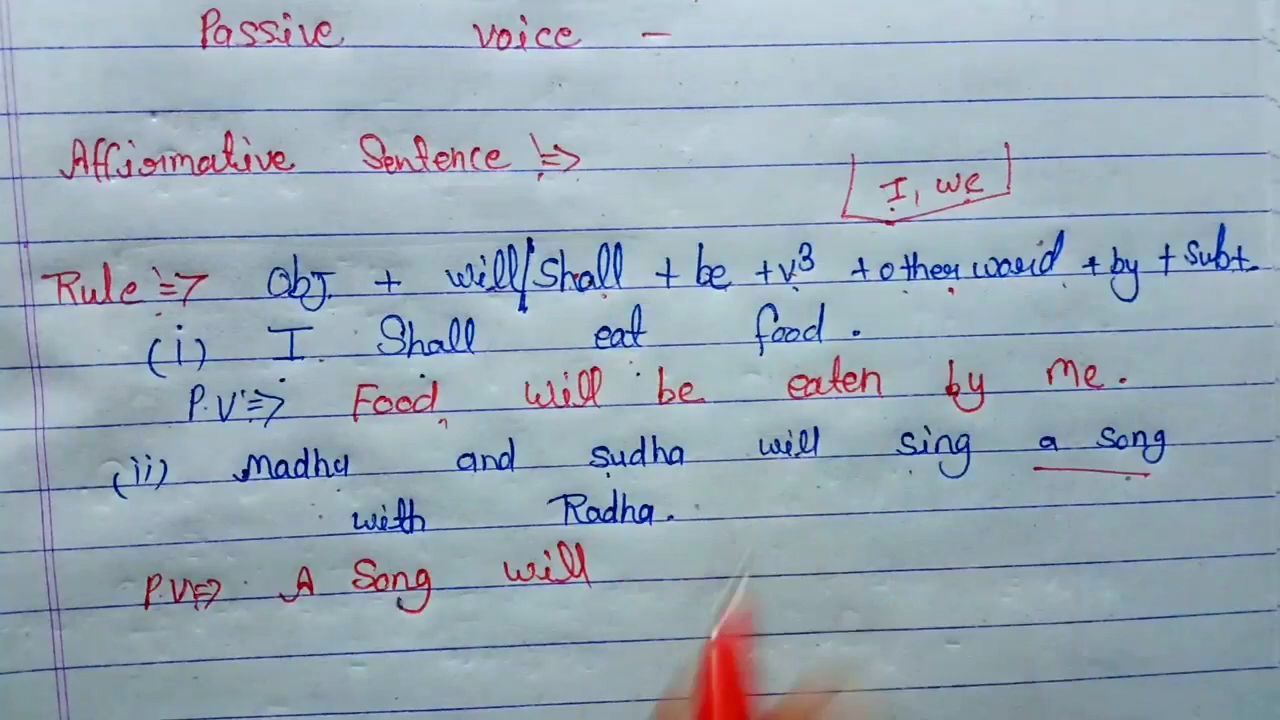 Passive voice -
Affirmative Sentence ⇒
I, we
Rule ⇒ Obj. + will/shall + be + v³ + other word + by + subt.
(i) I Shall eat food.
P.V ⇒ Food will be eaten by me.
(ii) Madhu and sudha will sing a song
with Radha.
P.V ⇒ A Song will